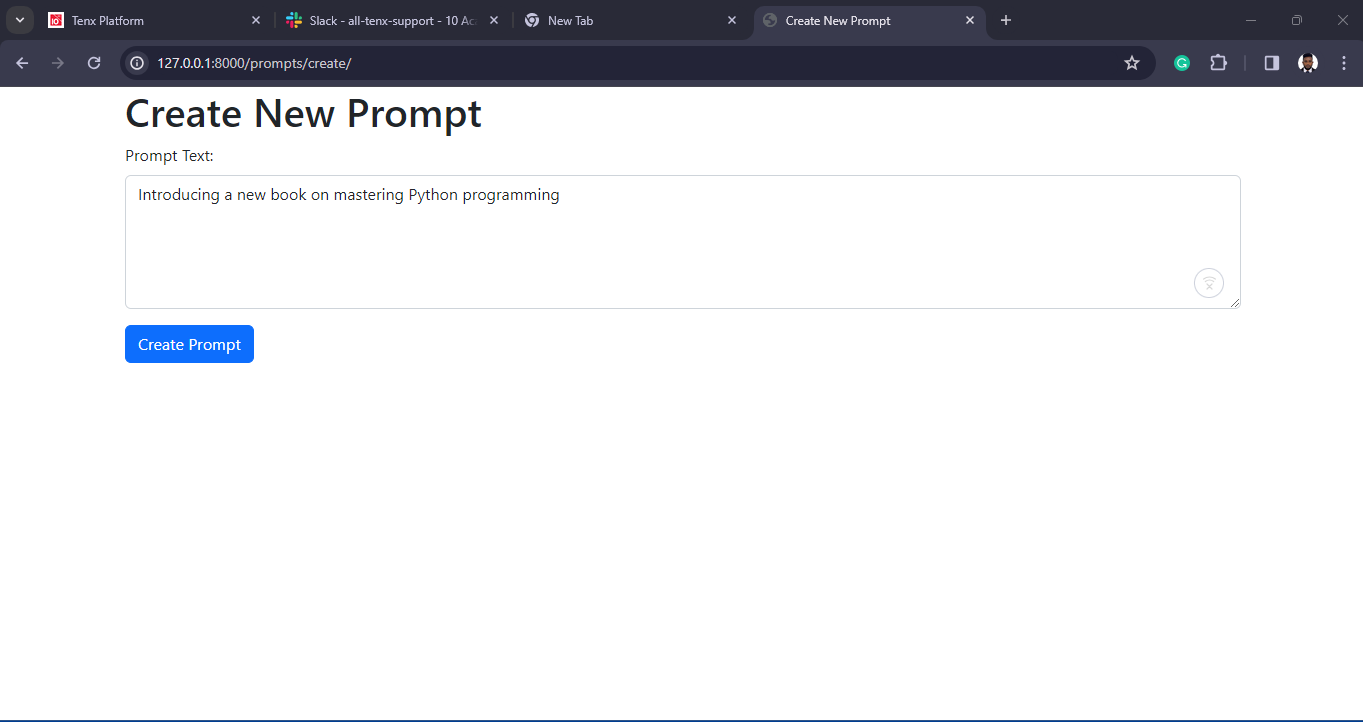 Tenx Platform
Slack - all-tenx-support - 10 Ac
New Tab
Create New Prompt
127.0.0.1:8000/prompts/create/
Create New Prompt
Prompt Text:
Introducing a new book on mastering Python programming
Create Prompt